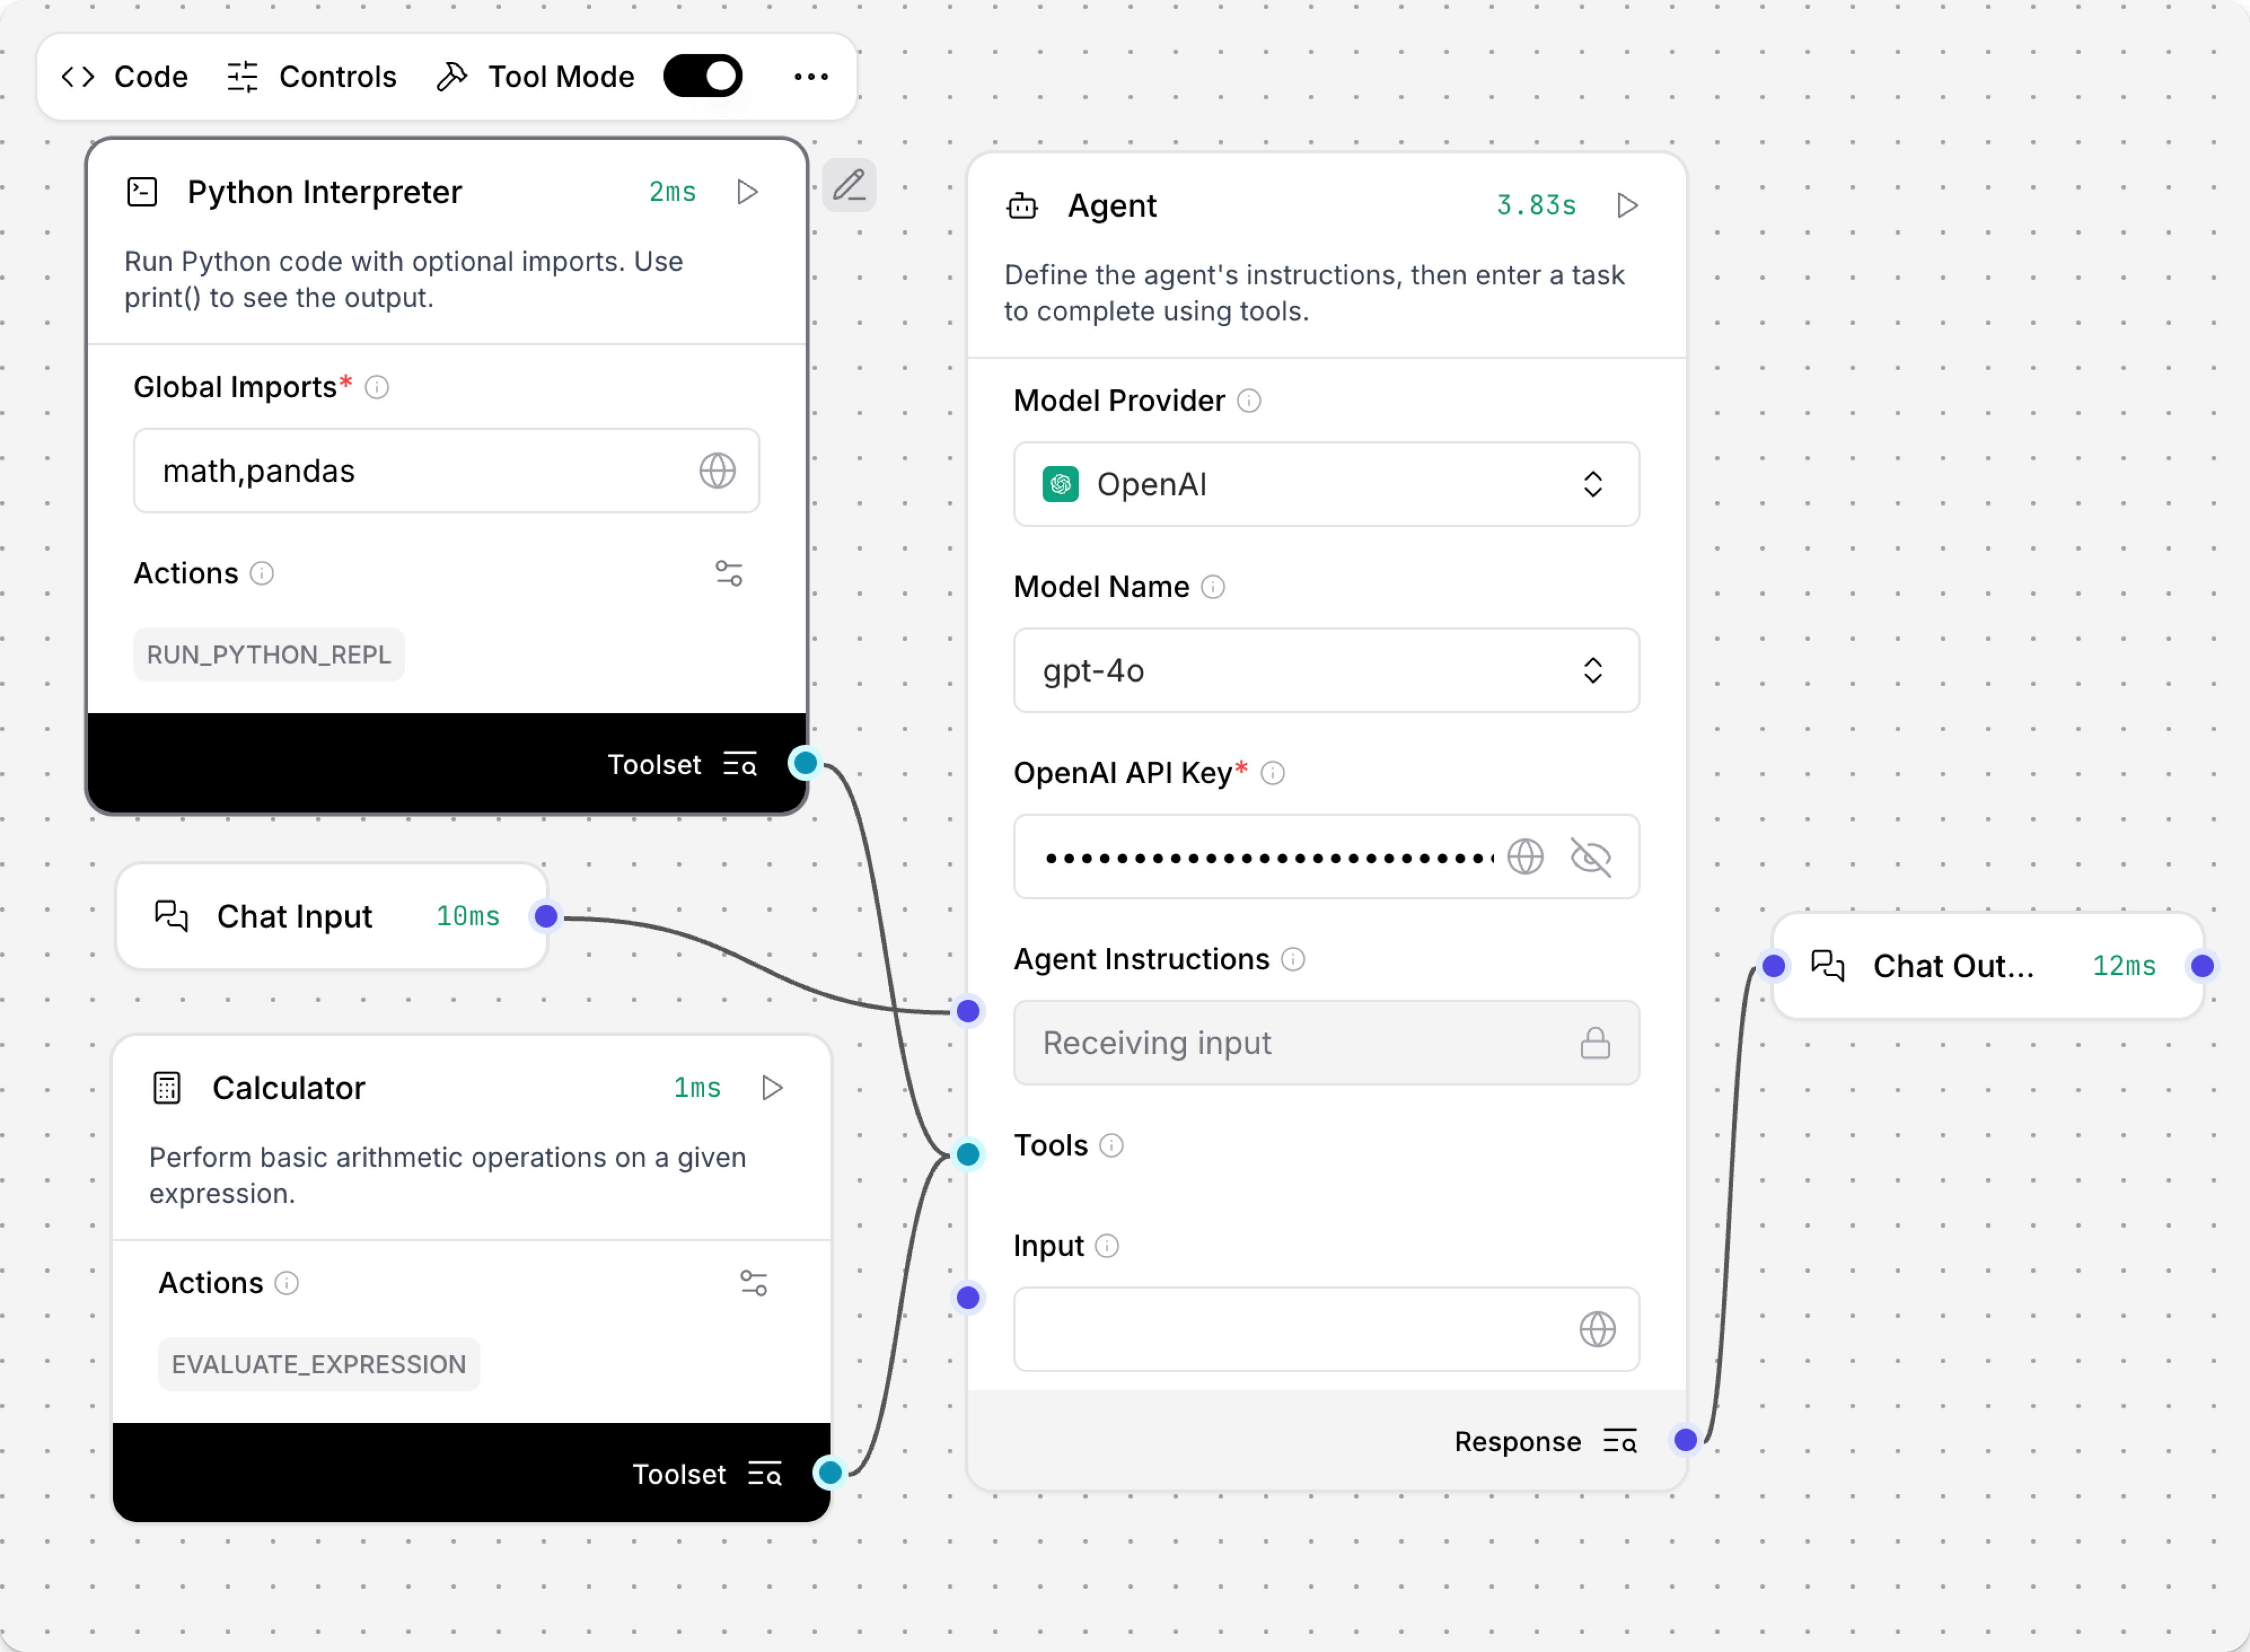 Code Controls Tool Mode
Python Interpreter 2ms
Run Python code with optional imports. Use
print() to see the output.
Global Imports*
math,pandas
Actions
RUN_PYTHON_REPL
Toolset
Chat Input 10ms
Calculator 1ms
Perform basic arithmetic operations on a given
expression.
Actions
EVALUATE_EXPRESSION
Toolset
Agent 3.83s
Define the agent's instructions, then enter a task
to complete using tools.
Model Provider
OpenAI
Model Name
gpt-4o
OpenAI API Key*
Agent Instructions
Receiving input
Tools
Input
Response
Chat Out... 12ms